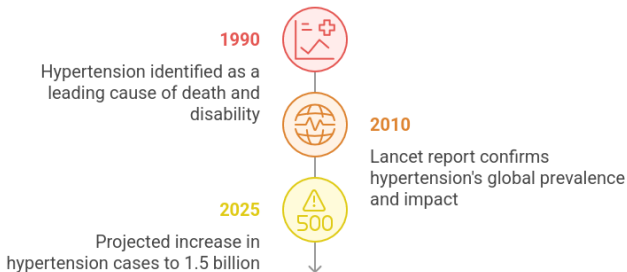 1990
Hypertension identified as a
leading cause of death and
disability
2010
Lancet report confirms
hypertension's global prevalence
and impact
2025
500
Projected increase in
hypertension cases to 1.5 billion